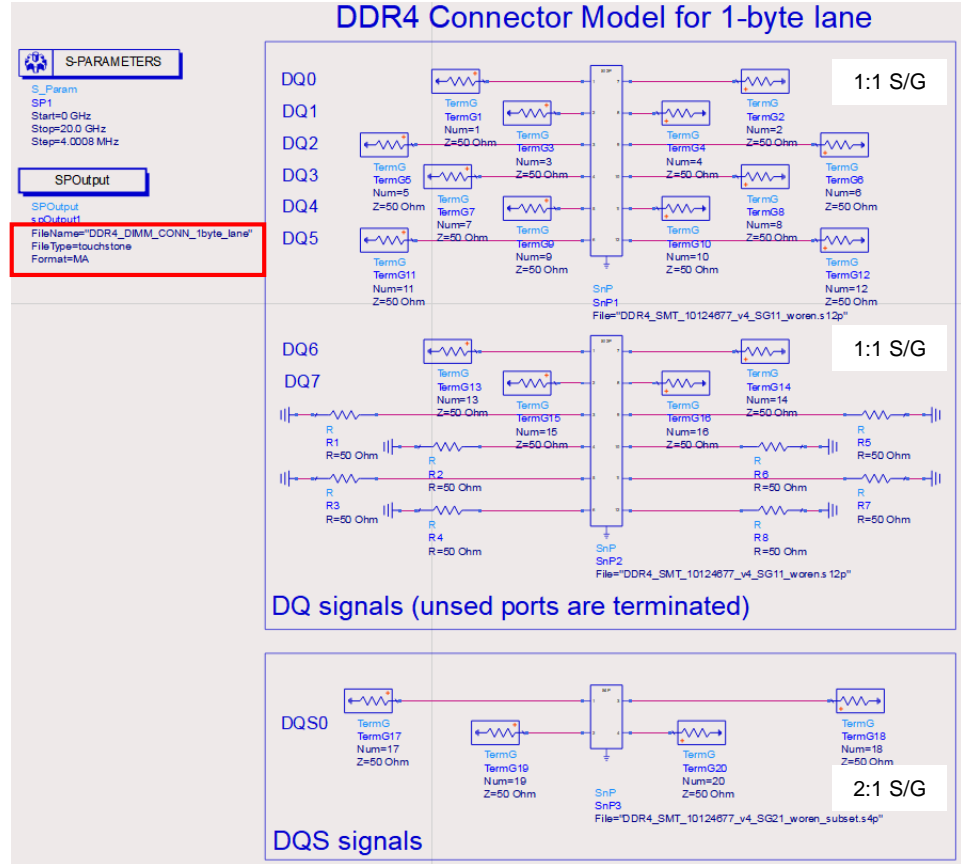 DDR4 Connector Model for 1-byte lane
S-PARAMETERS
S_Param
SP1
Start=0 GHz
Stop=20.0 GHz
Step=4.0008 MHz
SPOutput
SPOutput
spOutput1
FileName="DDR4_DIMM_CONN_1byte_lane"
FileType=touchstone
Format=MA
DQ0
DQ1
DQ2
DQ3
DQ4
DQ5
1:1 S/G
TermG
TermG1
Num=1
Z=50 Ohm
TermG
TermG2
Num=2
Z=50 Ohm
TermG
TermG3
Num=3
Z=50 Ohm
TermG
TermG4
Num=4
Z=50 Ohm
TermG
TermG5
Num=5
Z=50 Ohm
TermG
TermG6
Num=6
Z=50 Ohm
TermG
TermG7
Num=7
Z=50 Ohm
TermG
TermG8
Num=8
Z=50 Ohm
TermG
TermG9
Num=9
Z=50 Ohm
TermG
TermG10
Num=10
Z=50 Ohm
TermG
TermG11
Num=11
Z=50 Ohm
TermG
TermG12
Num=12
Z=50 Ohm
SnP
SnP1
File="DDR4_SMT_10124677_v4_SG11_woren.s12p"
DQ6
DQ7
1:1 S/G
TermG
TermG13
Num=13
Z=50 Ohm
TermG
TermG14
Num=14
Z=50 Ohm
TermG
TermG15
Num=15
Z=50 Ohm
TermG
TermG16
Num=16
Z=50 Ohm
R
R1
R=50 Ohm
R
R2
R=50 Ohm
R
R3
R=50 Ohm
R
R4
R=50 Ohm
R
R5
R=50 Ohm
R
R6
R=50 Ohm
R
R7
R=50 Ohm
R
R8
R=50 Ohm
SnP
SnP2
File="DDR4_SMT_10124677_v4_SG11_woren.s12p"
DQ signals (unsed ports are terminated)
DQS0
TermG
TermG17
Num=17
Z=50 Ohm
TermG
TermG18
Num=18
Z=50 Ohm
TermG
TermG19
Num=19
Z=50 Ohm
TermG
TermG20
Num=20
Z=50 Ohm
2:1 S/G
SnP
SnP3
File="DDR4_SMT_10124677_v4_SG21_woren_subset.s4p"
DQS signals